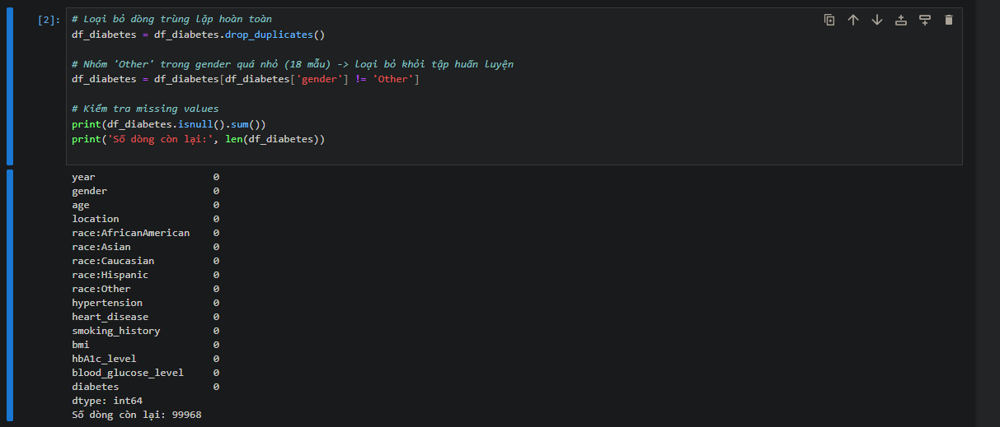 [2]:
# Loại bỏ dòng trùng lặp hoàn toàn
df_diabetes = df_diabetes.drop_duplicates()
# Nhóm 'Other' trong gender quá nhỏ (18 mẫu) -> loại bỏ khỏi tập huấn luyện
df_diabetes = df_diabetes[df_diabetes['gender'] != 'Other']
# Kiểm tra missing values
print(df_diabetes.isnull().sum())
print('Số dòng còn lại:', len(df_diabetes))
year 0
gender 0
age 0
location 0
race:AfricanAmerican 0
race:Asian 0
race:Caucasian 0
race:Hispanic 0
race:Other 0
hypertension 0
heart_disease 0
smoking_history 0
bmi 0
hbA1c_level 0
blood_glucose_level 0
diabetes 0
dtype: int64
Số dòng còn lại: 99968